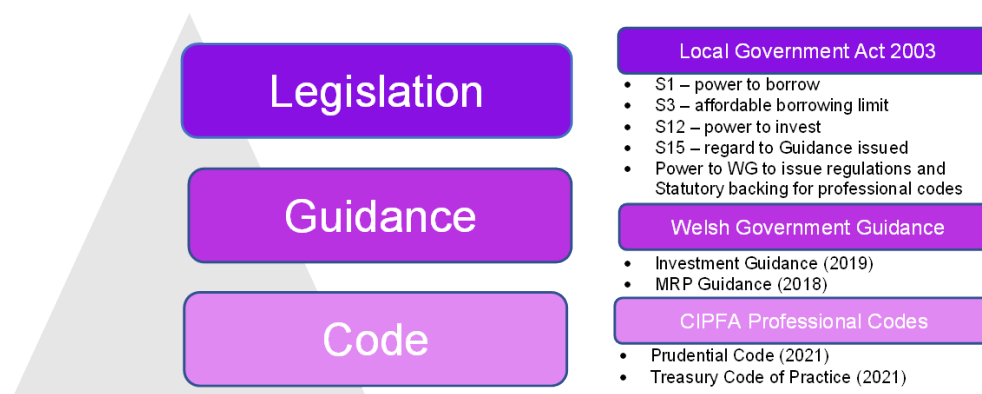 Legislation
Guidance
Code
Local Government Act 2003
• S1 – power to borrow
• S3 – affordable borrowing limit
• S12 – power to invest
• S15 – regard to Guidance issued
• Power to WG to issue regulations and
Statutory backing for professional codes
Welsh Government Guidance
• Investment Guidance (2019)
• MRP Guidance (2018)
CIPFA Professional Codes
• Prudential Code (2021)
• Treasury Code of Practice (2021)